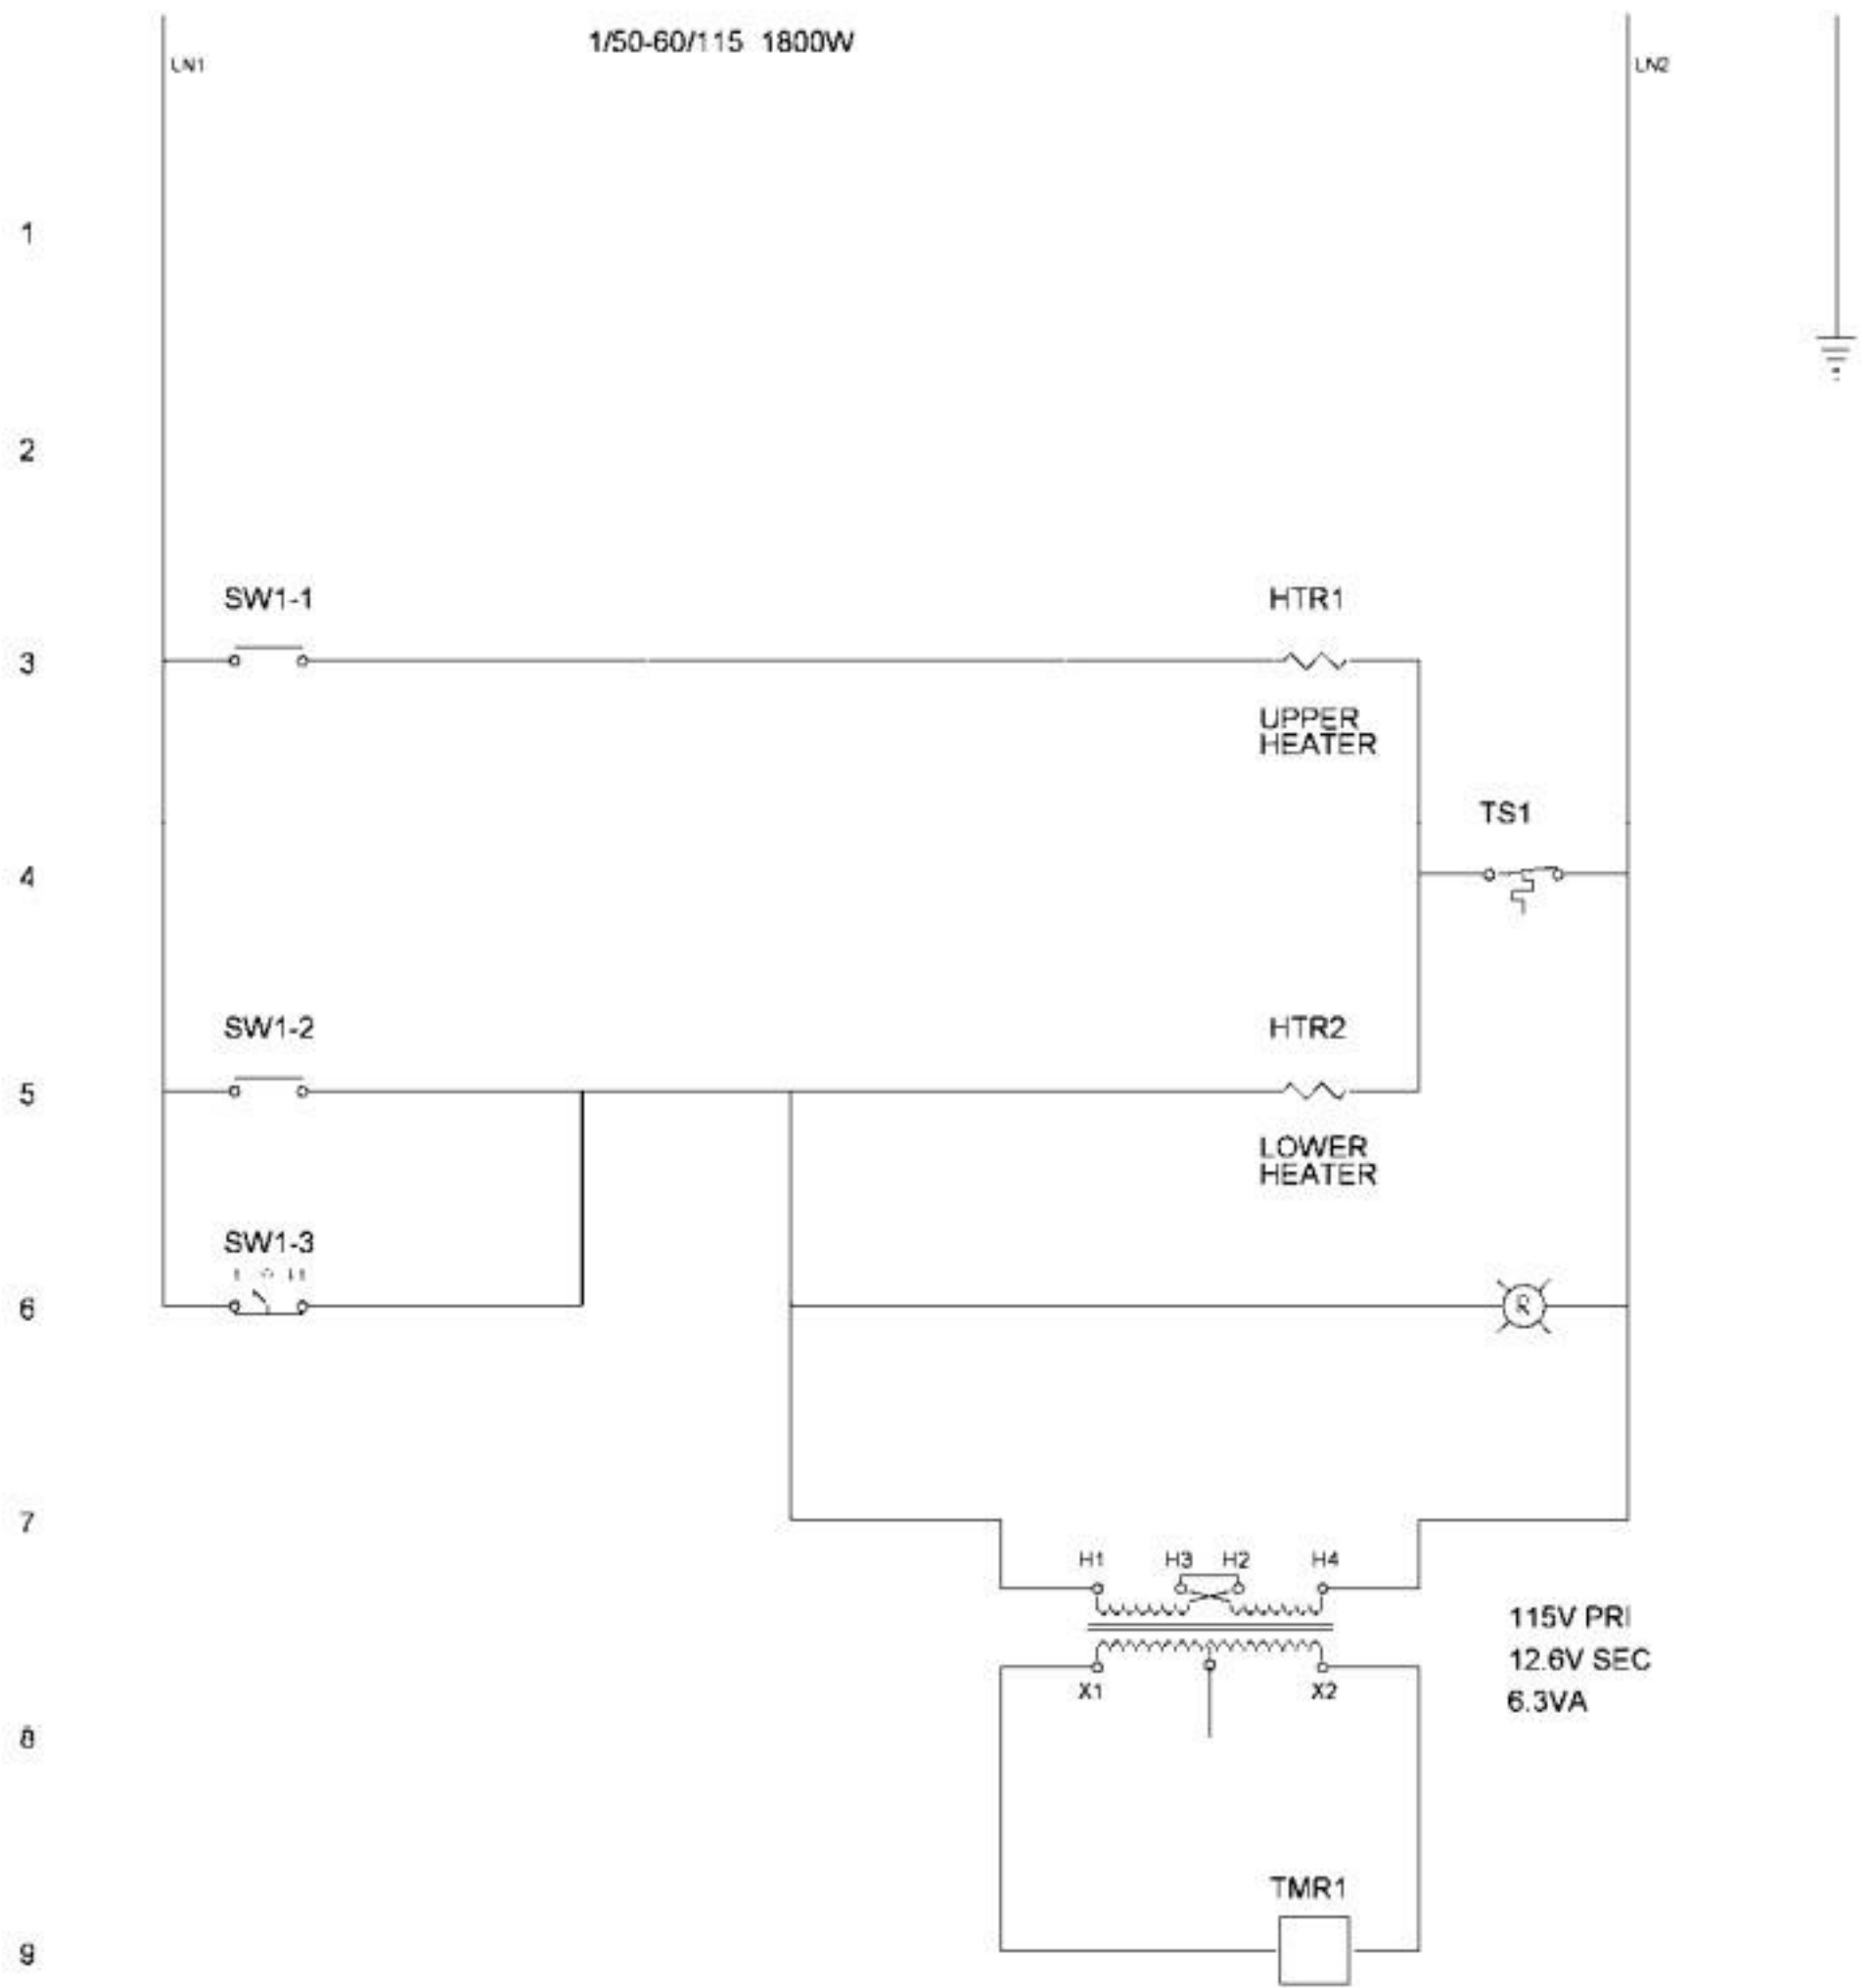 1/50-60/115 1800W
LN1
LN2
1
2
SW1-1
HTR1
3
UPPER
HEATER
TS1
4
SW1-2
HTR2
5
LOWER
HEATER
SW1-3
6
R
7
H1 H3 H2 H4
115V PRI
12.6V SEC
X1 X2
6.3VA
8
TMR1
9